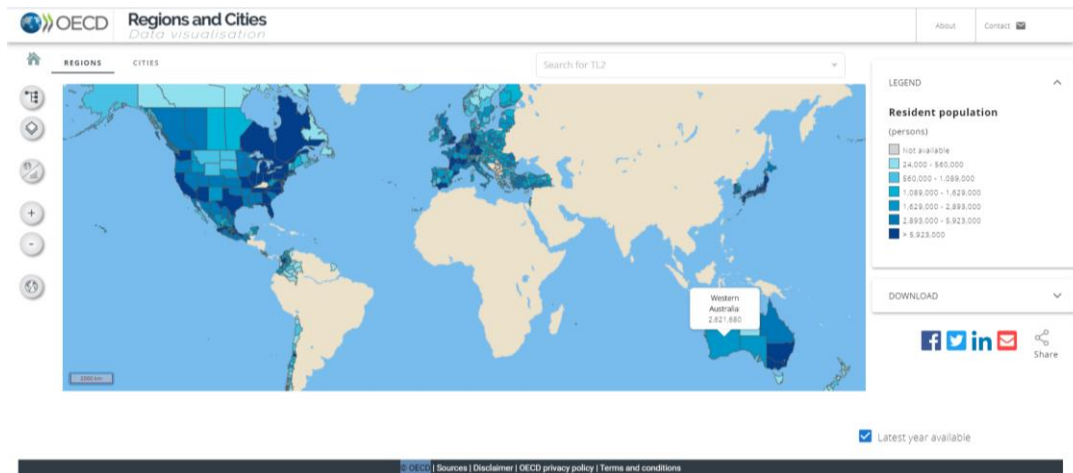 OECD
Regions and Cities
Data visualisation
About
Contact
REGIONS
CITIES
Search for TL2
LEGEND
Resident population
(persons)
Not available
24,000 - 560,000
560,000 - 1,089,000
1,089,000 - 1,629,000
1,629,000 - 2,893,000
2,893,000 - 5,923,000
> 5,923,000
Western
Australia
2,621,680
DOWNLOAD
Share
Latest year available
© OECD | Sources | Disclaimer | OECD privacy policy | Terms and conditions